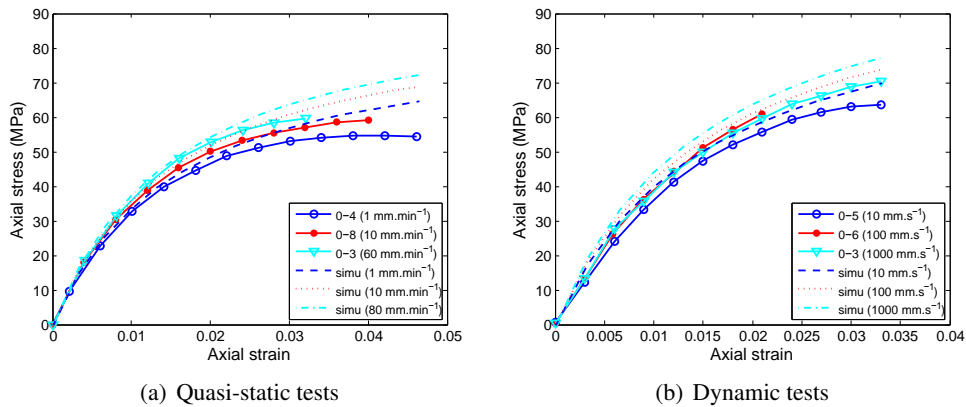 90
80
70
60
50
40
30
20
10
0
0 0.01 0.02 0.03 0.04 0.05
Axial stress (MPa)
Axial strain
0−4 (1 mm.min⁻¹)
0−8 (10 mm.min⁻¹)
0−3 (60 mm.min⁻¹)
simu (1 mm.min⁻¹)
simu (10 mm.min⁻¹)
simu (80 mm.min⁻¹)
(a) Quasi-static tests
90
80
70
60
50
40
30
20
10
0
0 0.005 0.01 0.015 0.02 0.025 0.03 0.035 0.04
Axial stress (MPa)
Axial strain
0−5 (10 mm.s⁻¹)
0−6 (100 mm.s⁻¹)
0−3 (1000 mm.s⁻¹)
simu (10 mm.s⁻¹)
simu (100 mm.s⁻¹)
simu (1000 mm.s⁻¹)
(b) Dynamic tests